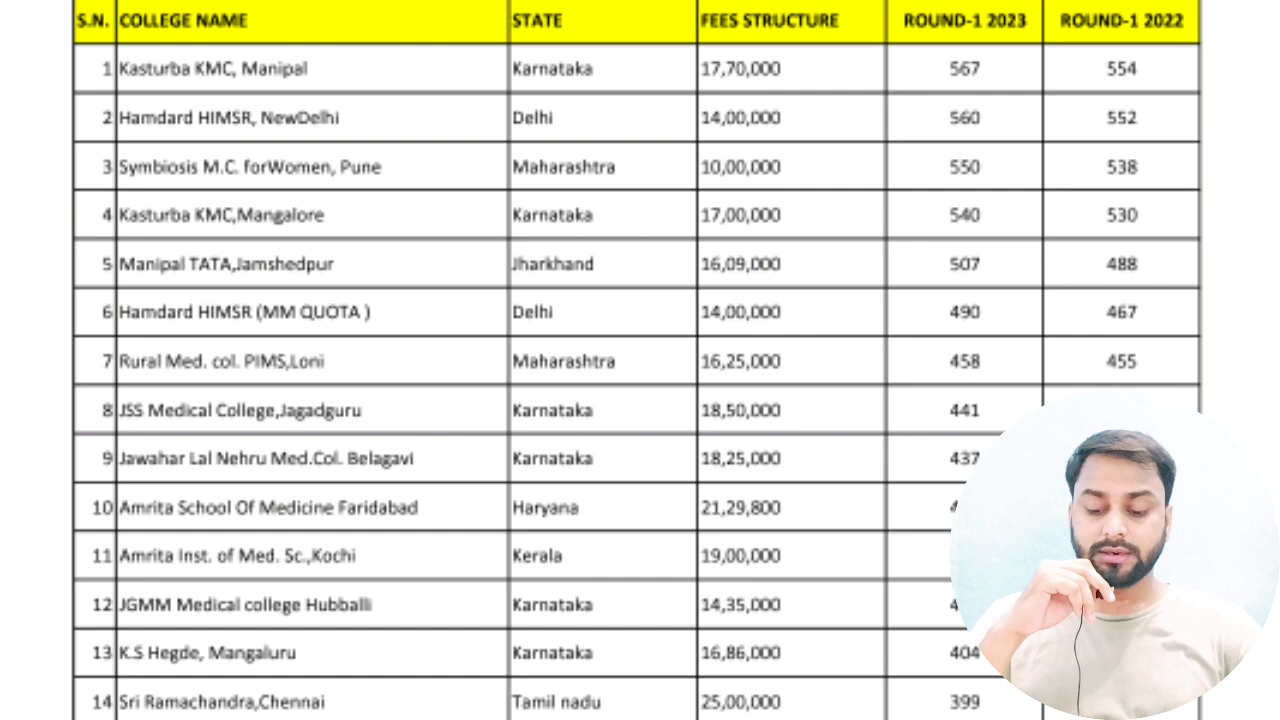 S.N. COLLEGE NAME STATE FEES STRUCTURE ROUND-1 2023 ROUND-1 2022
1 Kasturba KMC, Manipal Karnataka 17,70,000 567 554
2 Hamdard HIMSR, NewDelhi Delhi 14,00,000 560 552
3 Symbiosis M.C. forWomen, Pune Maharashtra 10,00,000 550 538
4 Kasturba KMC,Mangalore Karnataka 17,00,000 540 530
5 Manipal TATA,Jamshedpur Jharkhand 16,09,000 507 488
6 Hamdard HIMSR (MM QUOTA ) Delhi 14,00,000 490 467
7 Rural Med. col. PIMS,Loni Maharashtra 16,25,000 458 455
8 JSS Medical College,Jagadguru Karnataka 18,50,000 441
9 Jawahar Lal Nehru Med.Col. Belagavi Karnataka 18,25,000 437
10 Amrita School Of Medicine Faridabad Haryana 21,29,800
11 Amrita Inst. of Med. Sc.,Kochi Kerala 19,00,000
12 JGMM Medical college Hubballi Karnataka 14,35,000
13 K.S Hegde, Mangaluru Karnataka 16,86,000 404
14 Sri Ramachandra,Chennai Tamil nadu 25,00,000 399